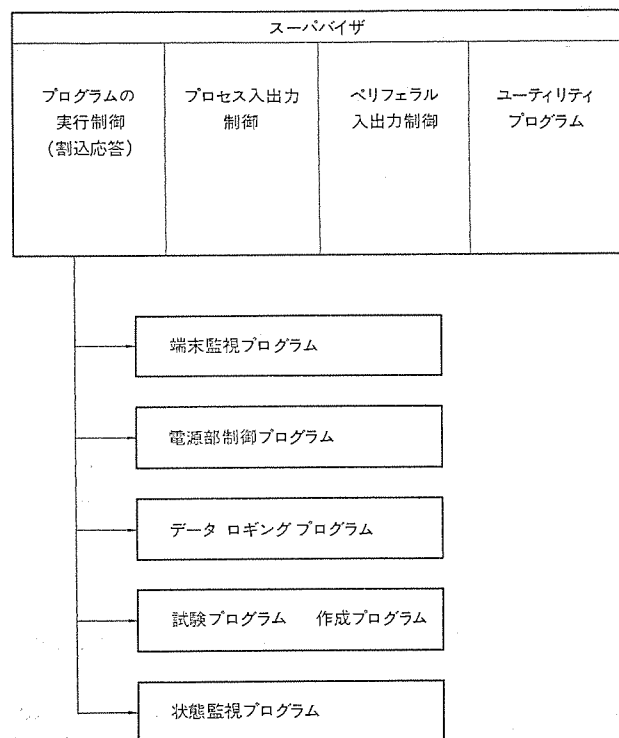 スーパバイザ
プログラムの
実行制御
(割込応答)
プロセス入出力
制御
ペリフェラル
入出力制御
ユーティリティ
プログラム
端末監視プログラム
電源部制御プログラム
データ ロギング プログラム
試験プログラム 作成プログラム
状態監視プログラム